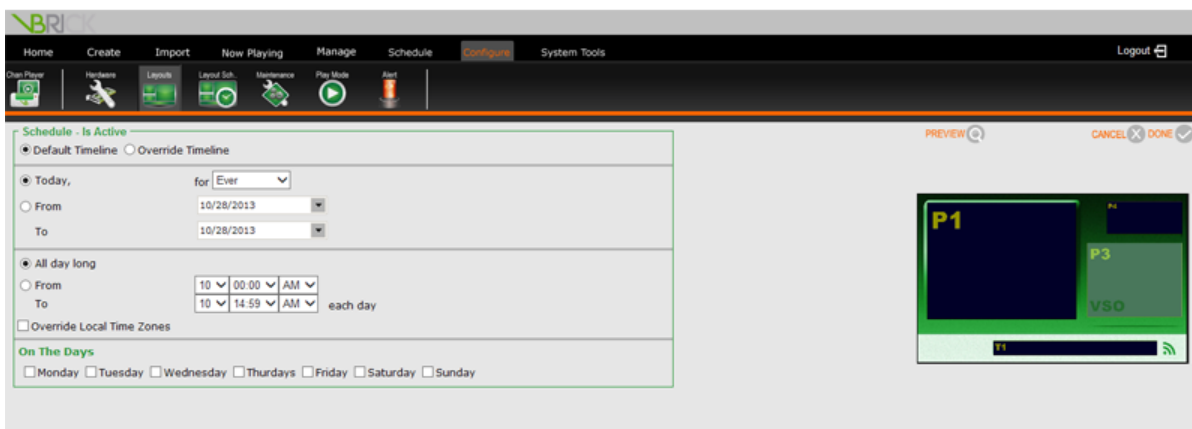 VBRICK
Home Create Import Now Playing Manage Schedule Configure System Tools Logout
Chan Player Hardware Layouts Layout Sch.. Maintenance Play Mode Alert
Schedule - Is Active
Default Timeline Override Timeline
PREVIEW CANCEL DONE
Today, for Ever
From 10/28/2013
To 10/28/2013
All day long
From 10 00:00 AM
To 10 14:59 AM each day
Override Local Time Zones
On The Days
Monday Tuesday Wednesday Thurdays Friday Saturday Sunday
P1
P3
VSO
T1